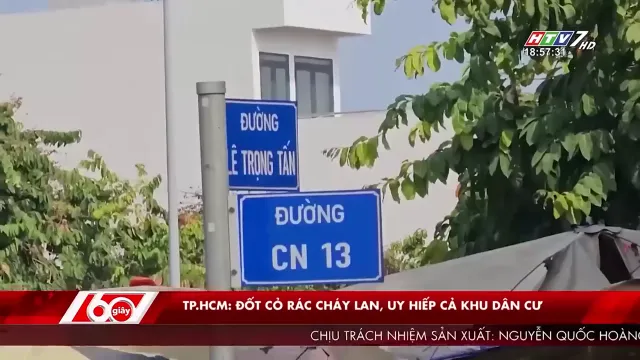 HTV7 HD
18:57:31
ĐƯỜNG
LÊ TRỌNG TẤN
ĐƯỜNG
CN 13
60 giây
TP.HCM: ĐỐT CỎ RÁC CHÁY LAN, UY HIẾP CẢ KHU DÂN CƯ
CHỊU TRÁCH NHIỆM SẢN XUẤT: NGUYỄN QUỐC HOÀN